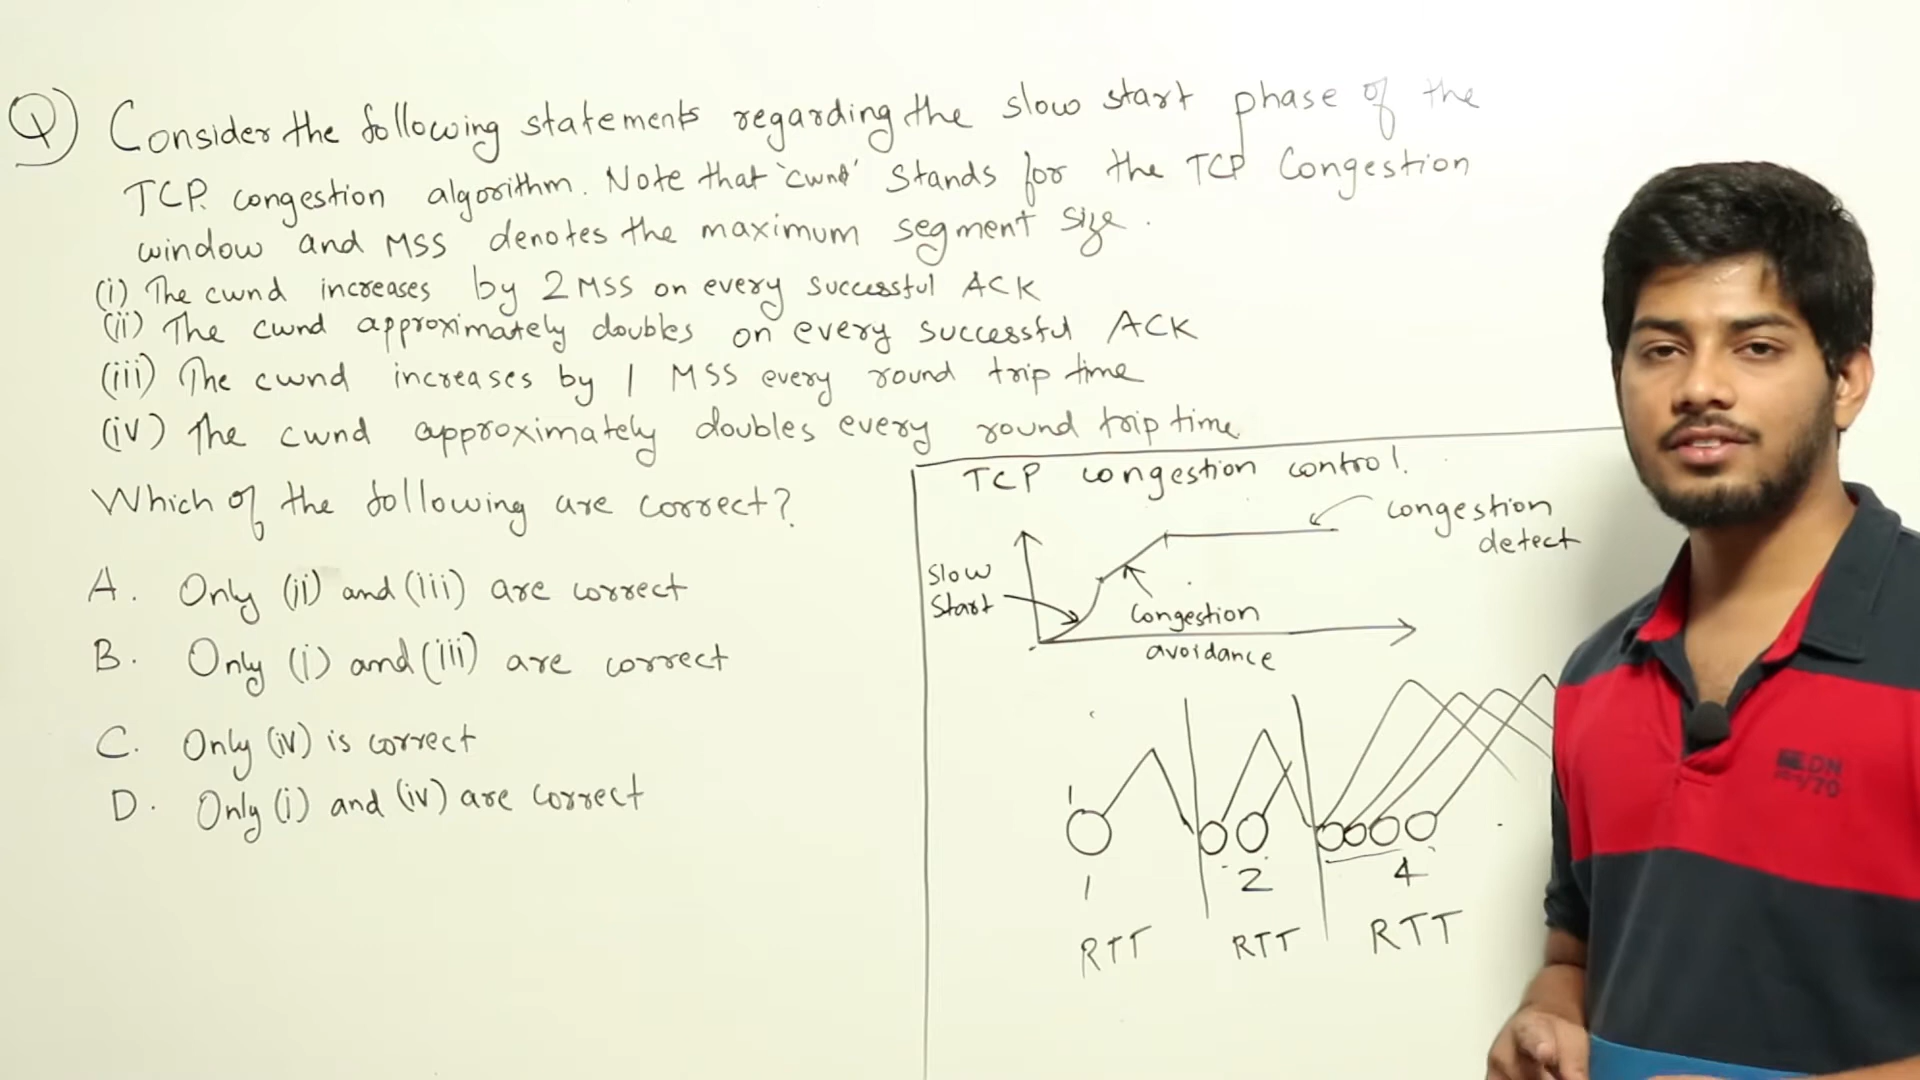 Q) Consider the following statements regarding the slow start phase of the
TCP congestion algorithm. Note that 'cwnd' stands for the TCP Congestion
window and MSS denotes the maximum segment size.
(i) The cwnd increases by 2 MSS on every successful ACK
(ii) The cwnd approximately doubles on every successful ACK
(iii) The cwnd increases by 1 MSS every round trip time
(iv) The cwnd approximately doubles every round trip time
Which of the following are correct?
A. Only (ii) and (iii) are correct
B. Only (i) and (iii) are correct
C. Only (iv) is correct
D. Only (i) and (iv) are correct
TCP congestion control.
congestion
detect
Slow
Start
Congestion
avoidance
1
1
2
4
RTT
RTT
RTT